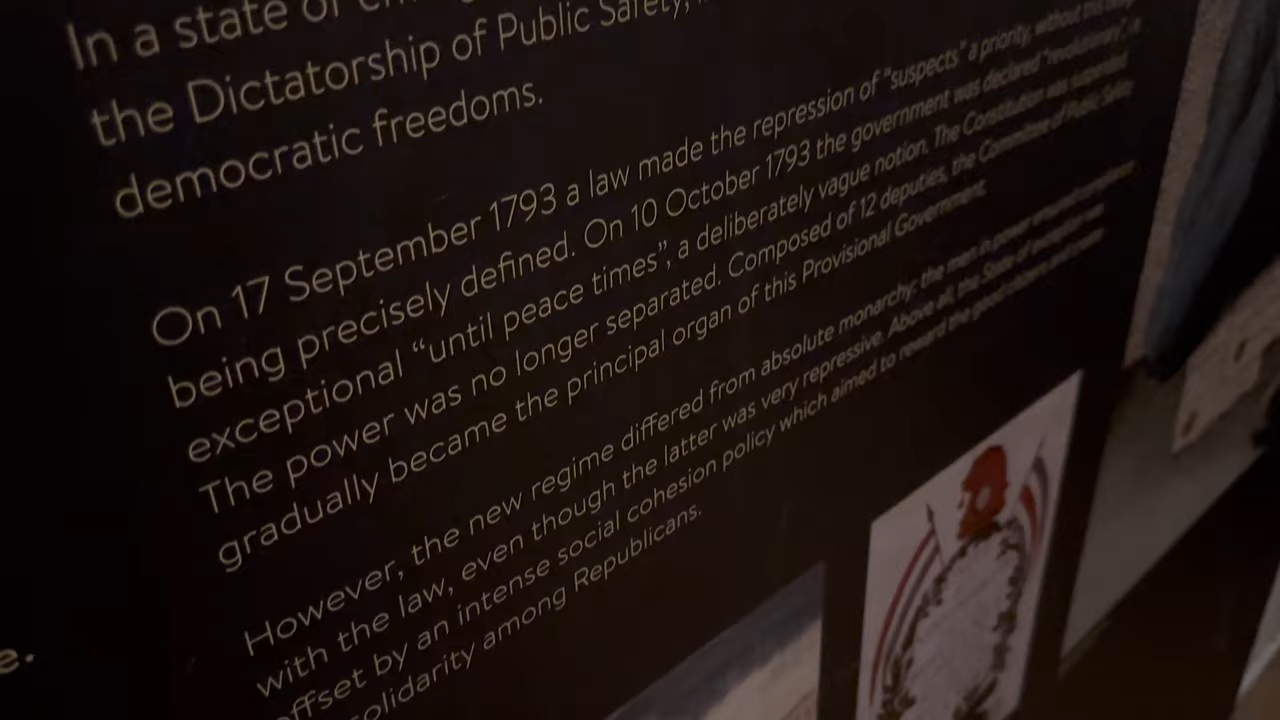 In a state of
the Dictatorship of Public Safety,
democratic freedoms.
On 17 September 1793 a law made the repression of "suspects" a priority, without this
being precisely defined. On 10 October 1793 the government was declared "revolutionary", it
exceptional "until peace times", a deliberately vague notion. The Constitution was suspended.
The power was no longer separated. Composed of 12 deputies, the Committee of Public Safety
gradually became the principal organ of this Provisional Government.
However, the new regime differed from absolute monarchy: the men in power
with the law, even though the latter was very repressive. Above all, the State of exception
offset by an intense social cohesion policy which aimed to reward the good citizens and
solidarity among Republicans.
e.